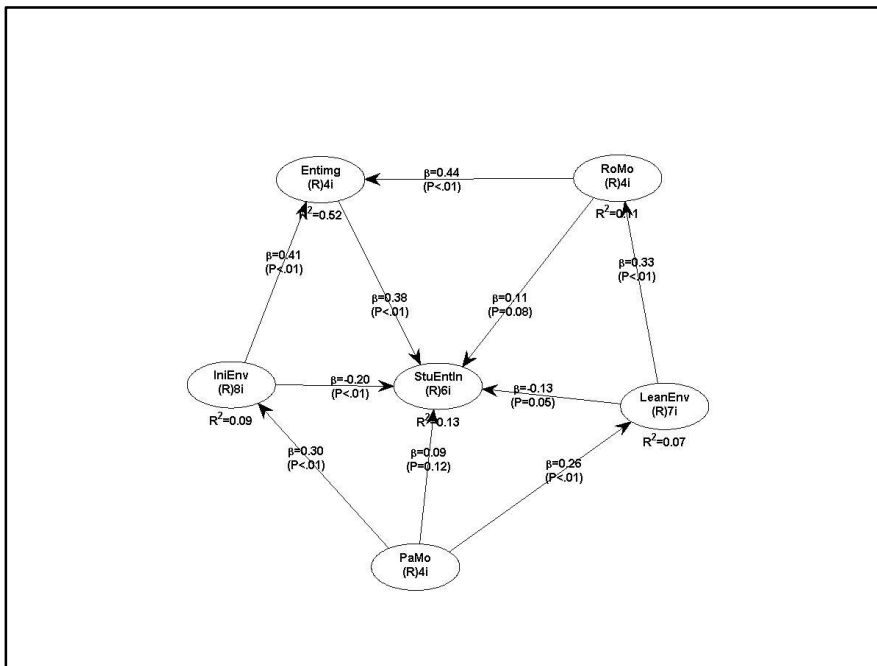 Entimg
(R)4i
R²=0.52
β=0.44
(P<.01)
RoMo
(R)4i
R²=0.11
β=0.41
(P<.01)
β=0.38
(P<.01)
β=0.11
(P=0.08)
β=0.33
(P<.01)
IniEnv
(R)8i
R²=0.09
β=-0.20
(P<.01)
StuEntIn
(R)6i
R²=0.13
β=-0.13
(P=0.05)
LeanEnv
(R)7i
R²=0.07
β=0.30
(P<.01)
β=0.09
(P=0.12)
β=0.26
(P<.01)
PaMo
(R)4i